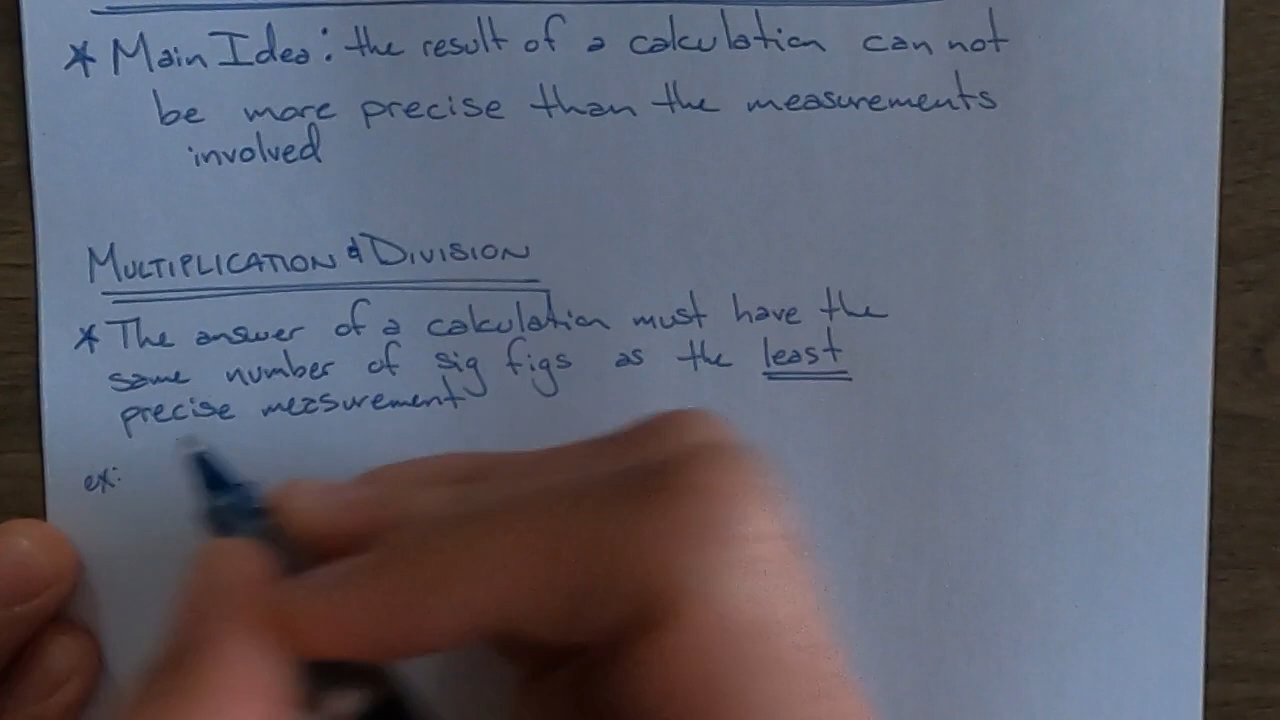 * Main Idea: the result of a calculation can not
be more precise than the measurements
involved
MULTIPLICATION & DIVISION
* The answer of a calculation must have the
same number of sig figs as the least
precise measurement
ex: